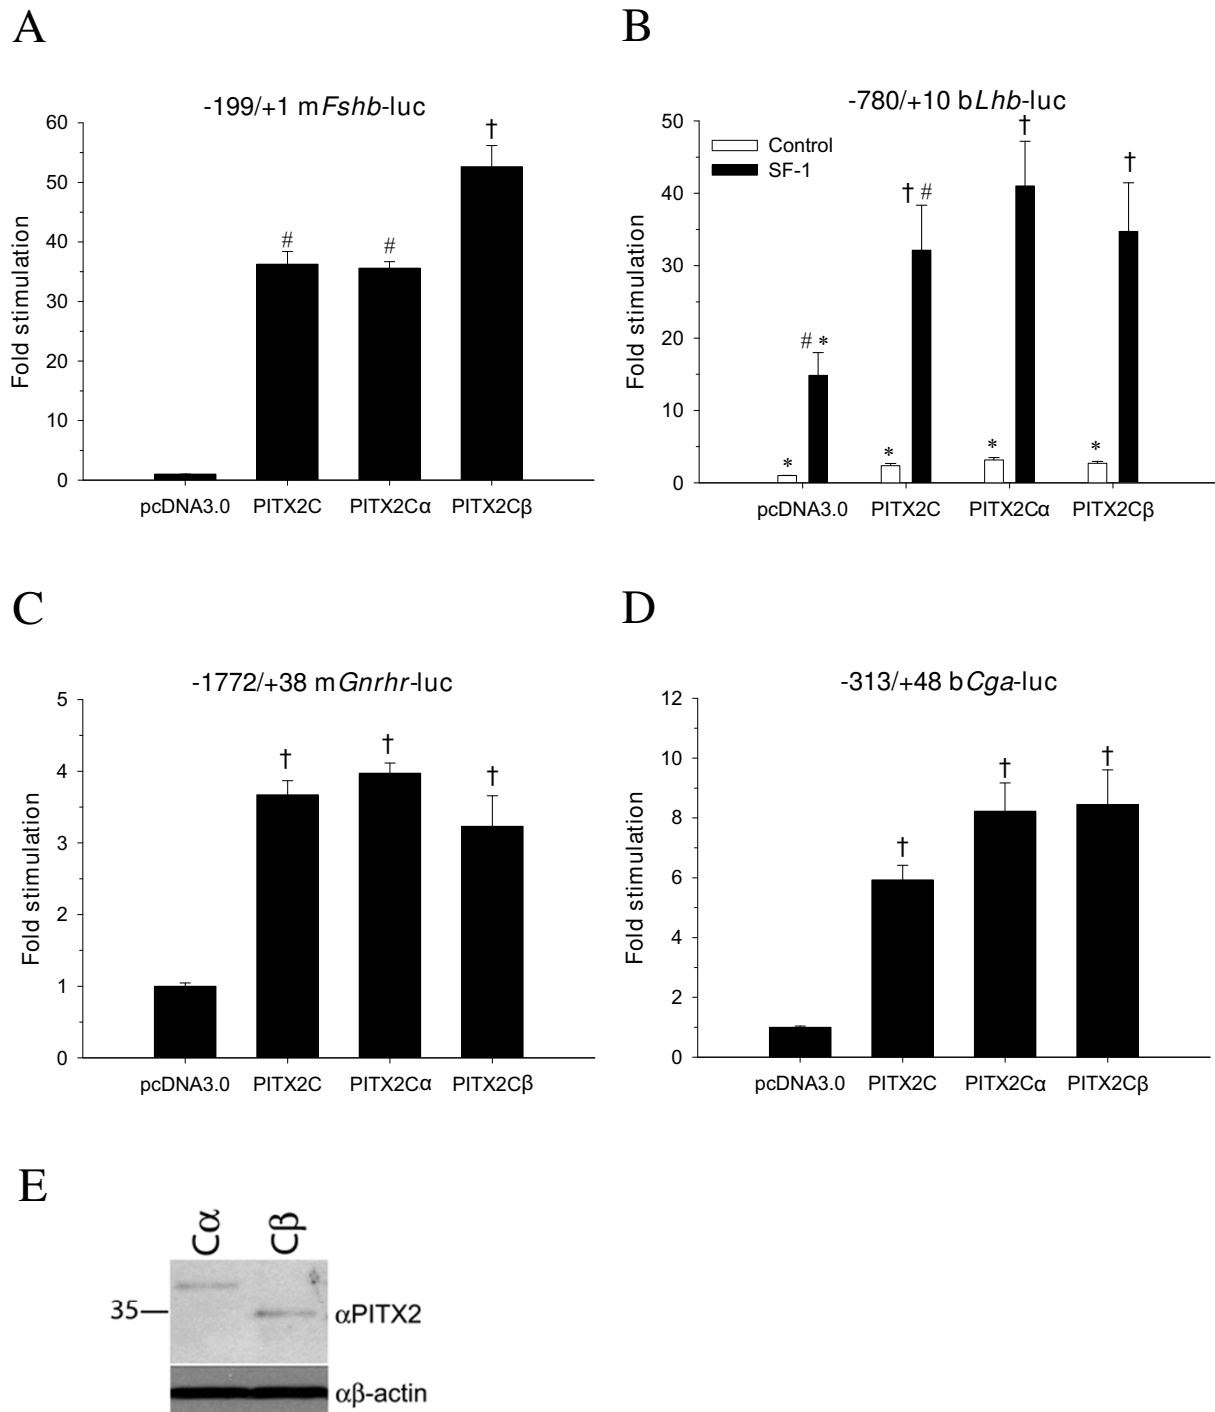 A
-199/+1 mFshb-luc
60
50
40
30
20
10
0
Fold stimulation
#
#
†
pcDNA3.0 PITX2C PITX2Cα PITX2Cβ
B
-780/+10 bLhb-luc
50
40
30
20
10
0
Fold stimulation
Control
SF-1
*
# *
*
† #
*
†
*
†
pcDNA3.0 PITX2C PITX2Cα PITX2Cβ
C
-1772/+38 mGnrhr-luc
5
4
3
2
1
0
Fold stimulation
†
†
†
pcDNA3.0 PITX2C PITX2Cα PITX2Cβ
D
-313/+48 bCga-luc
12
10
8
6
4
2
0
Fold stimulation
†
†
†
pcDNA3.0 PITX2C PITX2Cα PITX2Cβ
E
Cα Cβ
35
αPITX2
αβ-actin